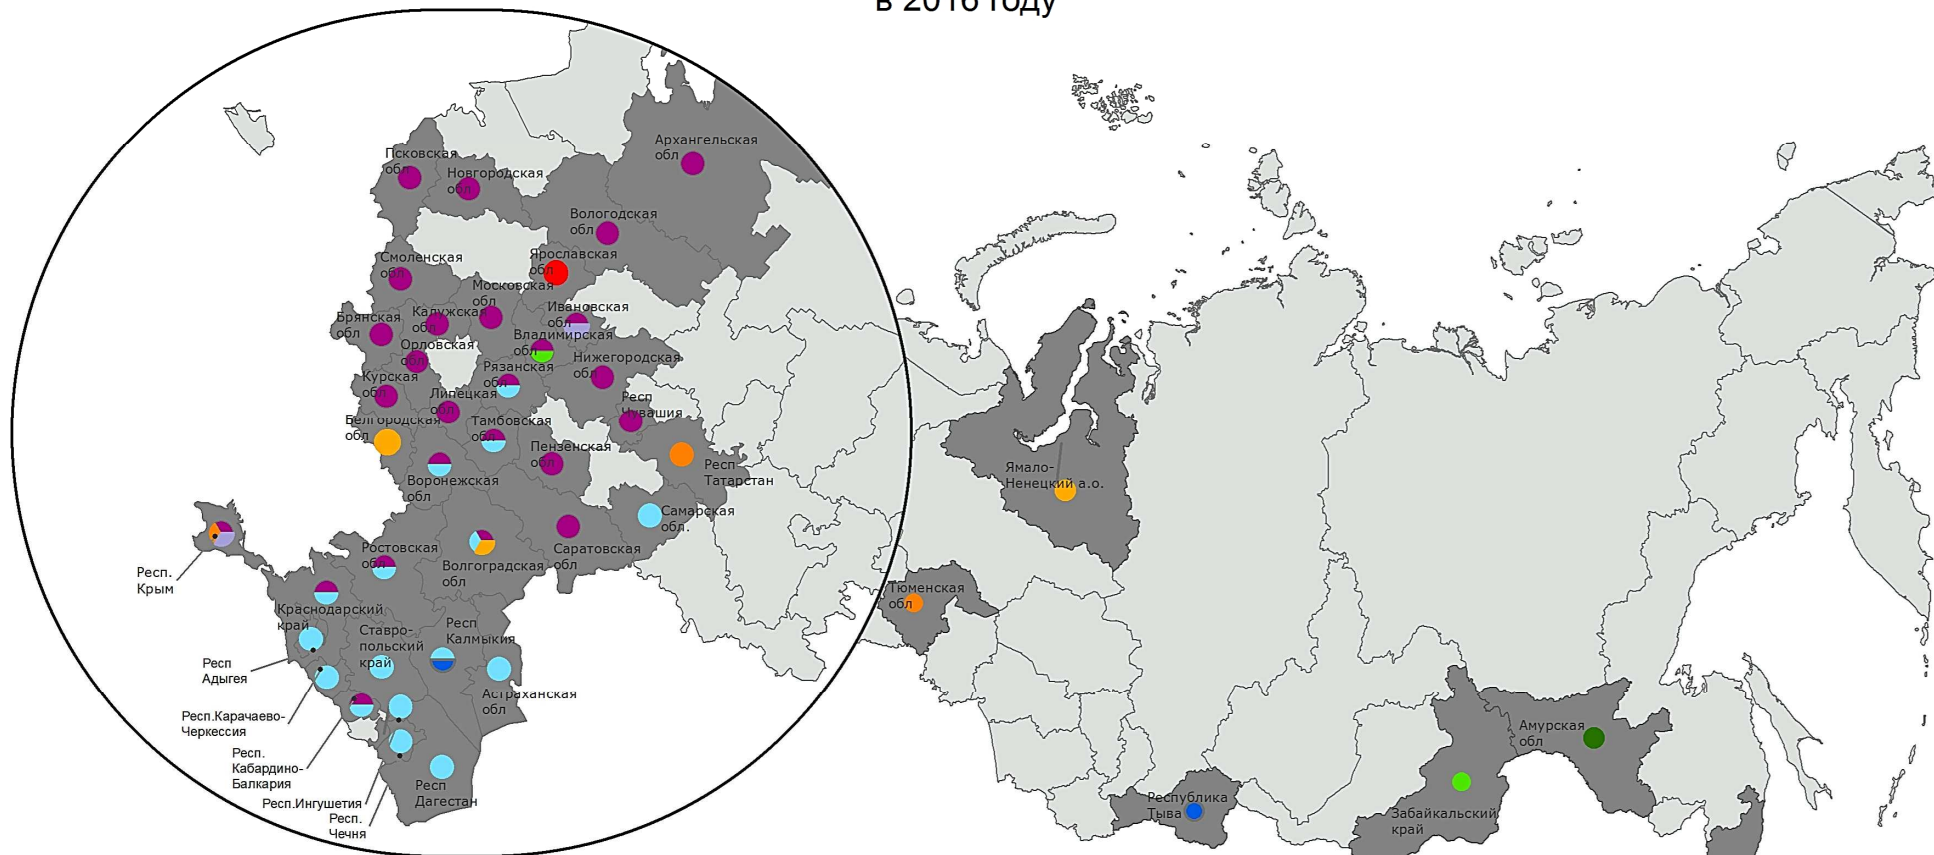 в 2016 году
Архангельская
обл
Псковская
обл
Новгородская
обл
Вологодская
обл
Ярославская
обл
Смоленская
обл
Московская
обл
Ивановская
обл
Брянская
обл
Калужская
обл
Владимирская
обл
Орловская
обл
Нижегородская
обл
Рязанская
обл
Курская
обл
Липецкая
обл
Респ
Чувашия
Белгородская
обл
Тамбовская
обл
Пензенская
обл
Респ
Татарстан
Воронежская
обл
Самарская
обл.
Ростовская
обл
Волгоградская
обл
Саратовская
обл
Респ.
Крым
Краснодарский
край
Ставро-
польский
край
Респ
Калмыкия
Респ
Адыгея
Астраханская
обл
Респ.Карачаево-
Черкессия
Респ.
Кабардино-
Балкария
Респ
Дагестан
Респ.Ингушетия
Респ.
Чечня
Ямало-
Ненецкий а.о.
Тюменская
обл
Амурская
обл
Республика
Тыва
Забайкальский
край